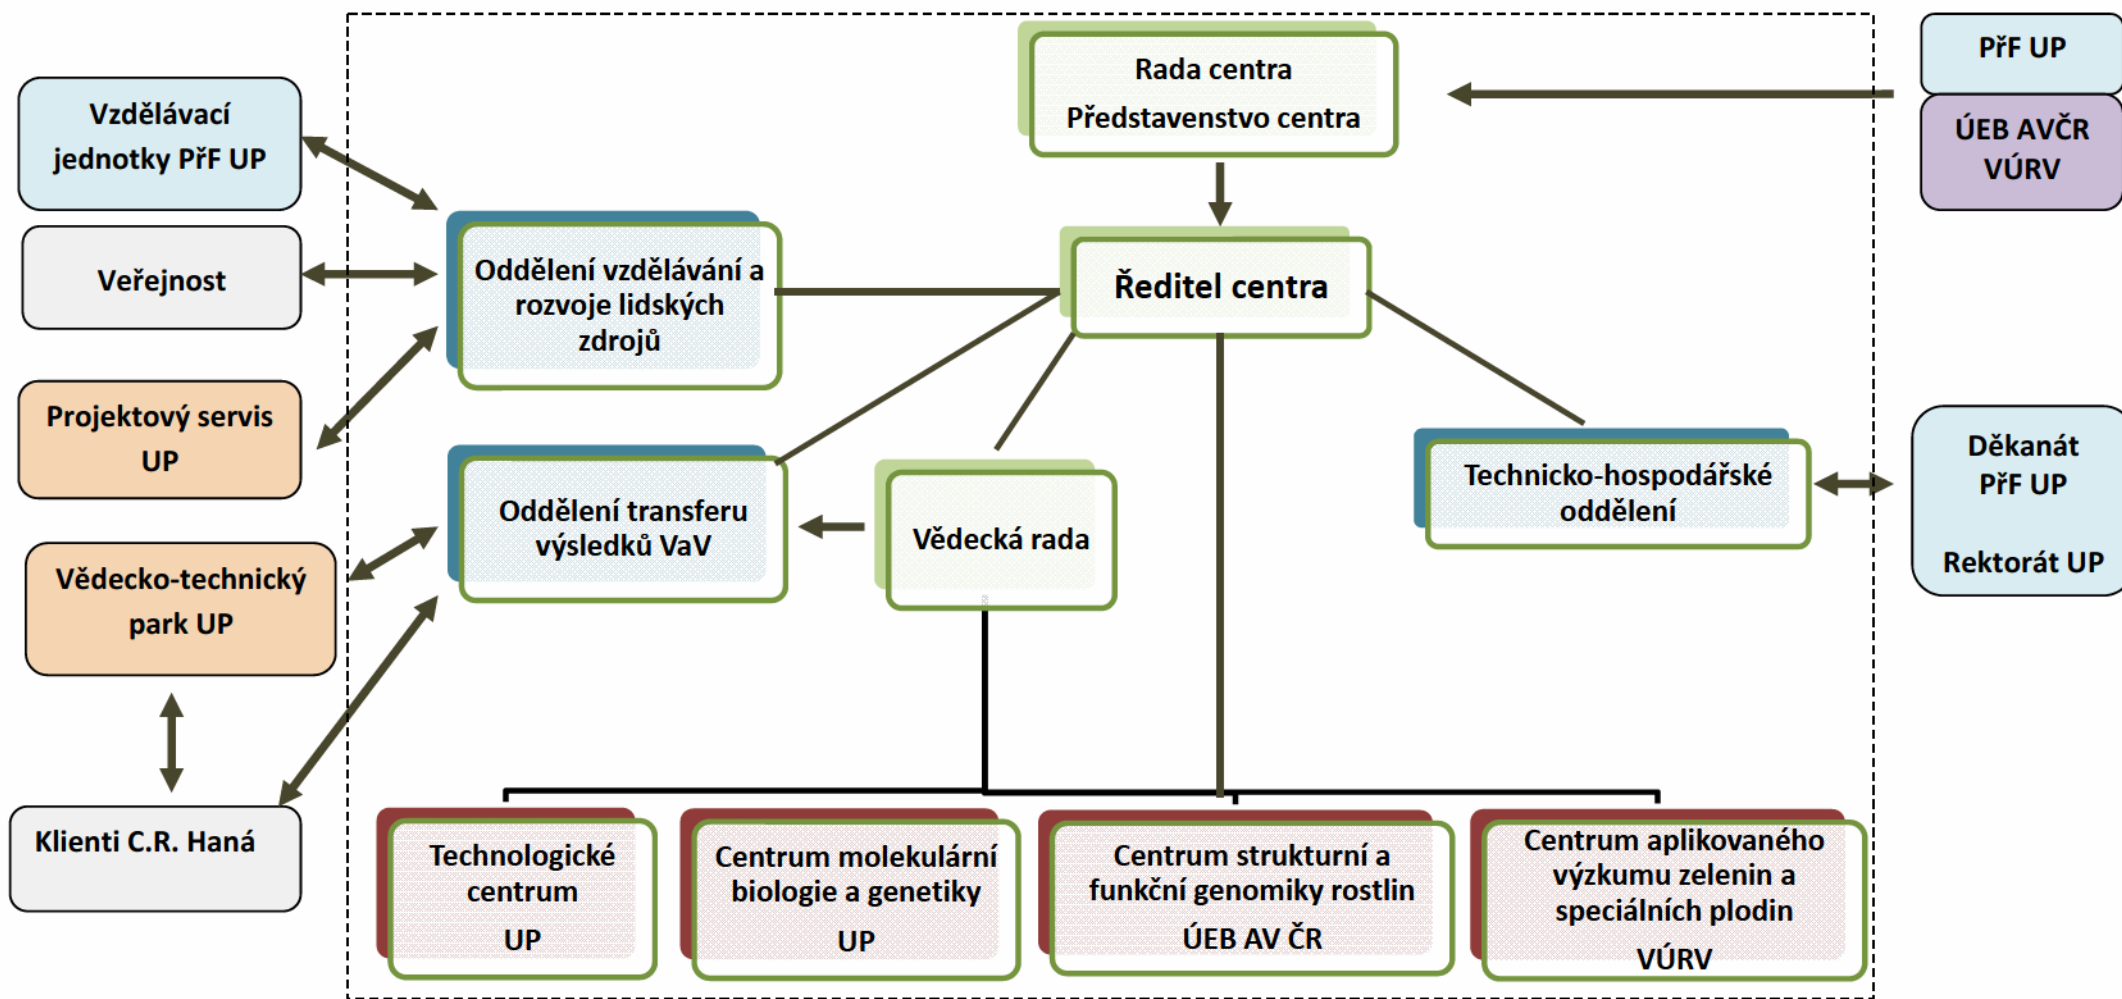 Rada centra
Představenstvo centra
PřF UP
ÚEB AVČR
VÚRV
Vzdělávací
jednotky PřF UP
Veřejnost
Projektový servis
UP
Vědecko-technický
park UP
Klienti C.R. Haná
Oddělení vzdělávání a
rozvoje lidských
zdrojů
Ředitel centra
Oddělení transferu
výsledků VaV
Vědecká rada
Technicko-hospodářské
oddělení
Děkanát
PřF UP
Rektorát UP
Technologické
centrum
UP
Centrum molekulární
biologie a genetiky
UP
Centrum strukturní a
funkční genomiky rostlin
ÚEB AV ČR
Centrum aplikovaného
výzkumu zelenin a
speciálních plodin
VÚRV